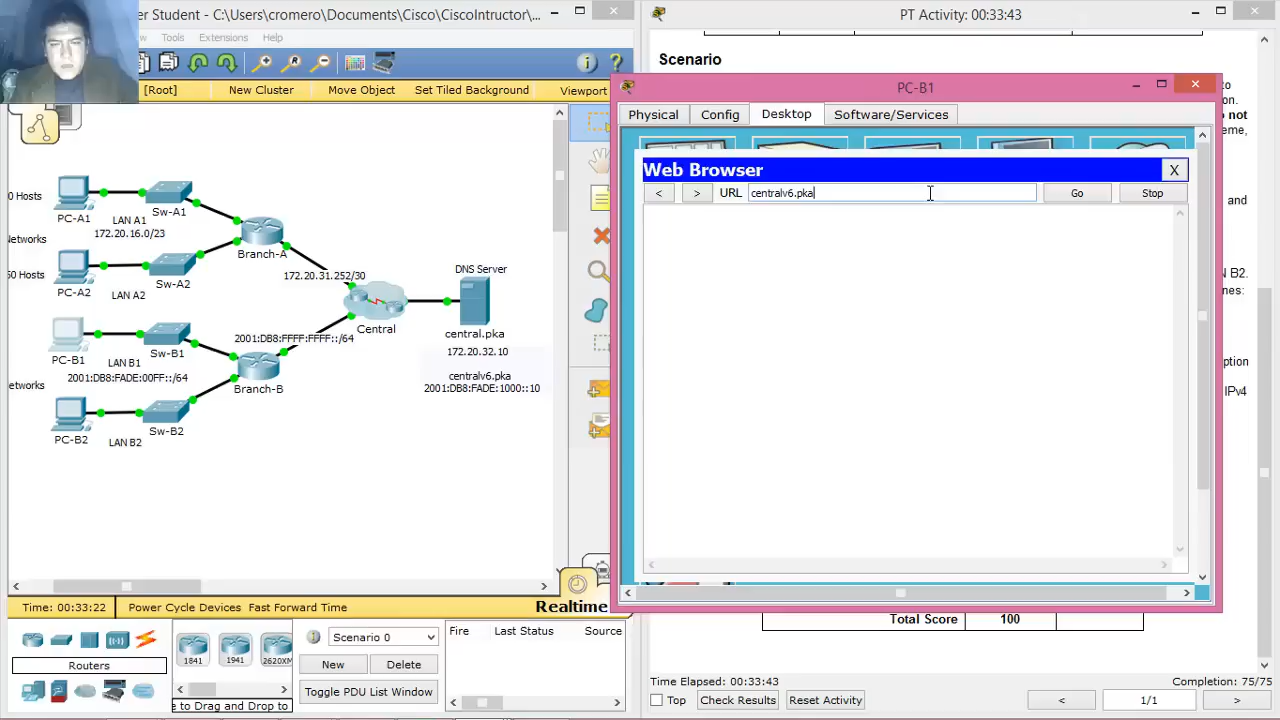 er Student - C:\Users\cromero\Documents\Cisco\CiscoIntructor\...
Tools Extensions
[Root] New Cluster Move Object Set Tiled Background Viewport
0 Hosts
PC-A1
LAN A1
172.20.16.0/23
Sw-A1
Branch-A
PC-A2
LAN A2
Sw-A2
172.20.31.252/30
DNS Server
Central
central.pka
172.20.32.10
centralv6.pka
2001:DB8:FADE:1000::10
2001:DB8:FFFF:FFFF::/64
PC-B1
LAN B1
Sw-B1
2001:DB8:FADE:00FF::/64
Branch-B
PC-B2
LAN B2
Sw-B2
Time: 00:33:22 Power Cycle Devices Fast Forward Time
Realtime
Routers
1841 1941 2620XM
e to Drag and Drop to
Scenario 0
New Delete
Toggle PDU List Window
Fire Last Status Source
PT Activity: 00:33:43
Scenario
PC-B1
Physical Config Desktop Software/Services
Web Browser X
< > URL centralv6.pka Go Stop
to
on.
o not
eme,
and
N B2.
nes:
ption
IPv4
Total Score 100
Time Elapsed: 00:33:43 Completion: 75/75
Top Check Results Reset Activity < 1/1 >